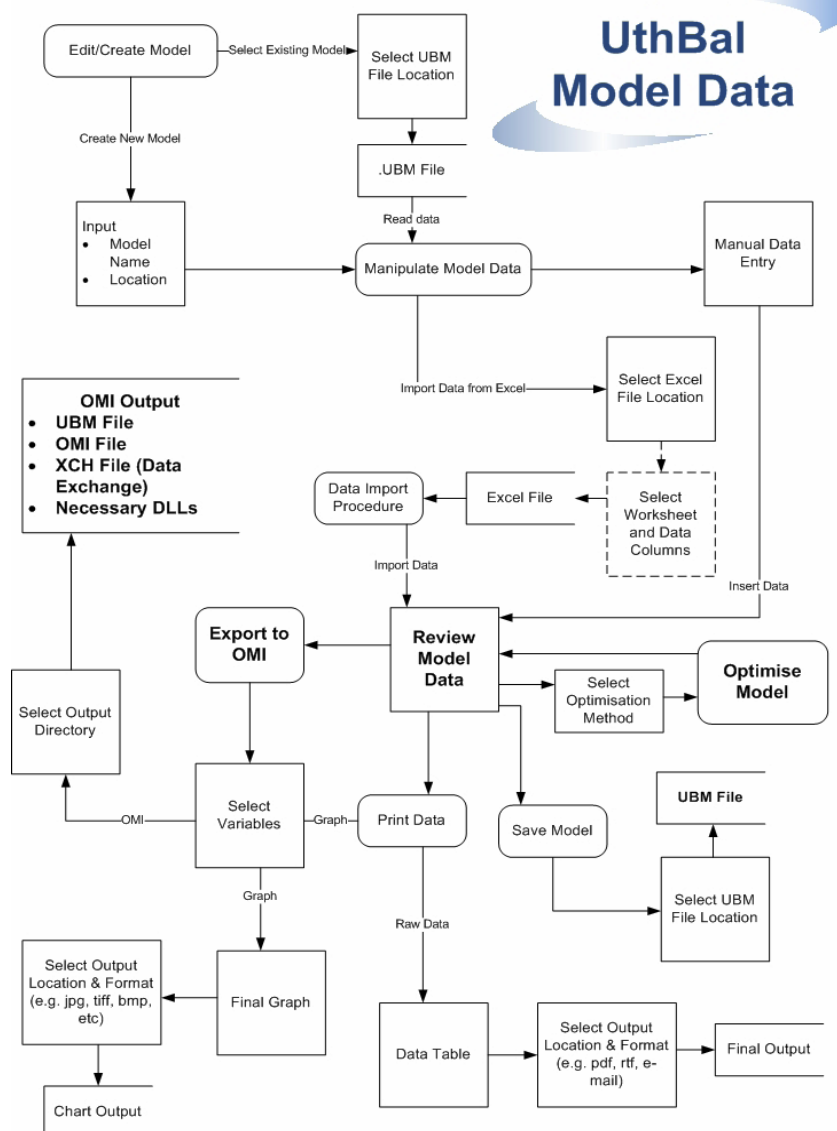 UthBal
Model Data
Edit/Create Model
Select Existing Model
Select UBM
File Location
Create New Model
.UBM File
Read data
Input
• Model
Name
• Location
Manipulate Model Data
Manual Data
Entry
Import Data from Excel
Select Excel
File Location
OMI Output
• UBM File
• OMI File
• XCH File (Data
Exchange)
• Necessary DLLs
Data Import
Procedure
Excel File
Select
Worksheet
and Data
Columns
Import Data
Insert Data
Export to
OMI
Review
Model
Data
Optimise
Model
Select
Optimisation
Method
Select Output
Directory
Select
Variables
OMI
Graph
Print Data
Save Model
UBM File
Graph
Raw Data
Select UBM
File Location
Select Output
Location & Format
(e.g. jpg, tiff, bmp,
etc)
Final Graph
Data Table
Select Output
Location & Format
(e.g. pdf, rtf, e-
mail)
Final Output
Chart Output